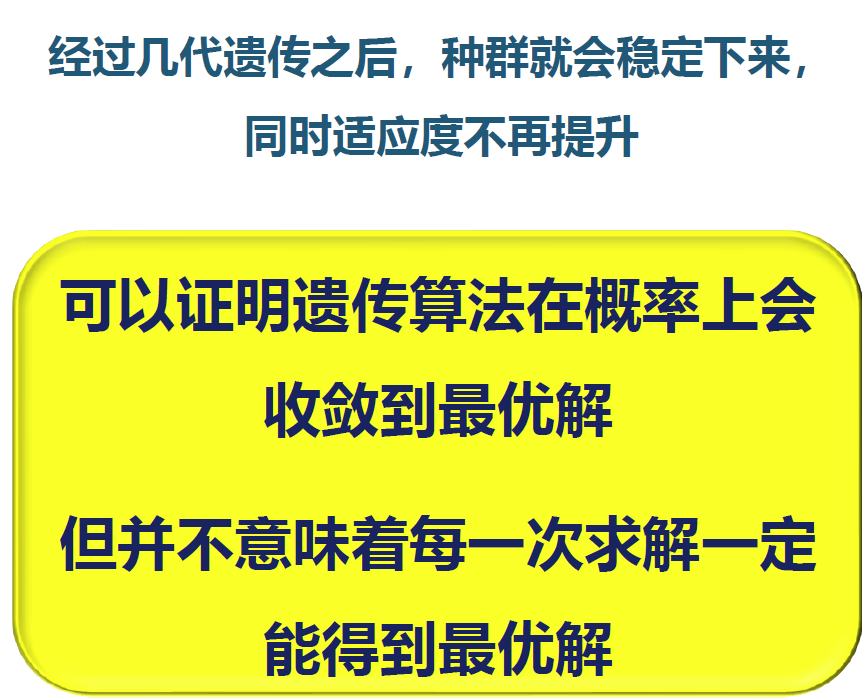 经过几代遗传之后，种群就会稳定下来，
同时适应度不再提升
可以证明遗传算法在概率上会
收敛到最优解
但并不意味着每一次求解一定
能得到最优解